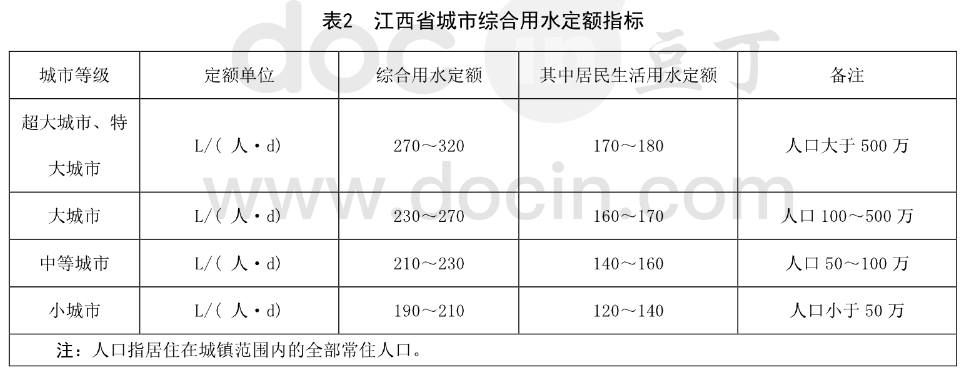 表2 江西省城市综合用水定额指标
城市等级 定额单位 综合用水定额 其中居民生活用水定额 备注
超大城市、特
大城市 L/( 人·d) 270～320 170～180 人口大于 500 万
大城市 L/( 人·d) 230～270 160～170 人口 100～500 万
中等城市 L/( 人·d) 210～230 140～160 人口 50～100 万
小城市 L/( 人·d) 190～210 120～140 人口小于 50 万
注：人口指居住在城镇范围内的全部常住人口。
docin 豆丁
www.docin.com